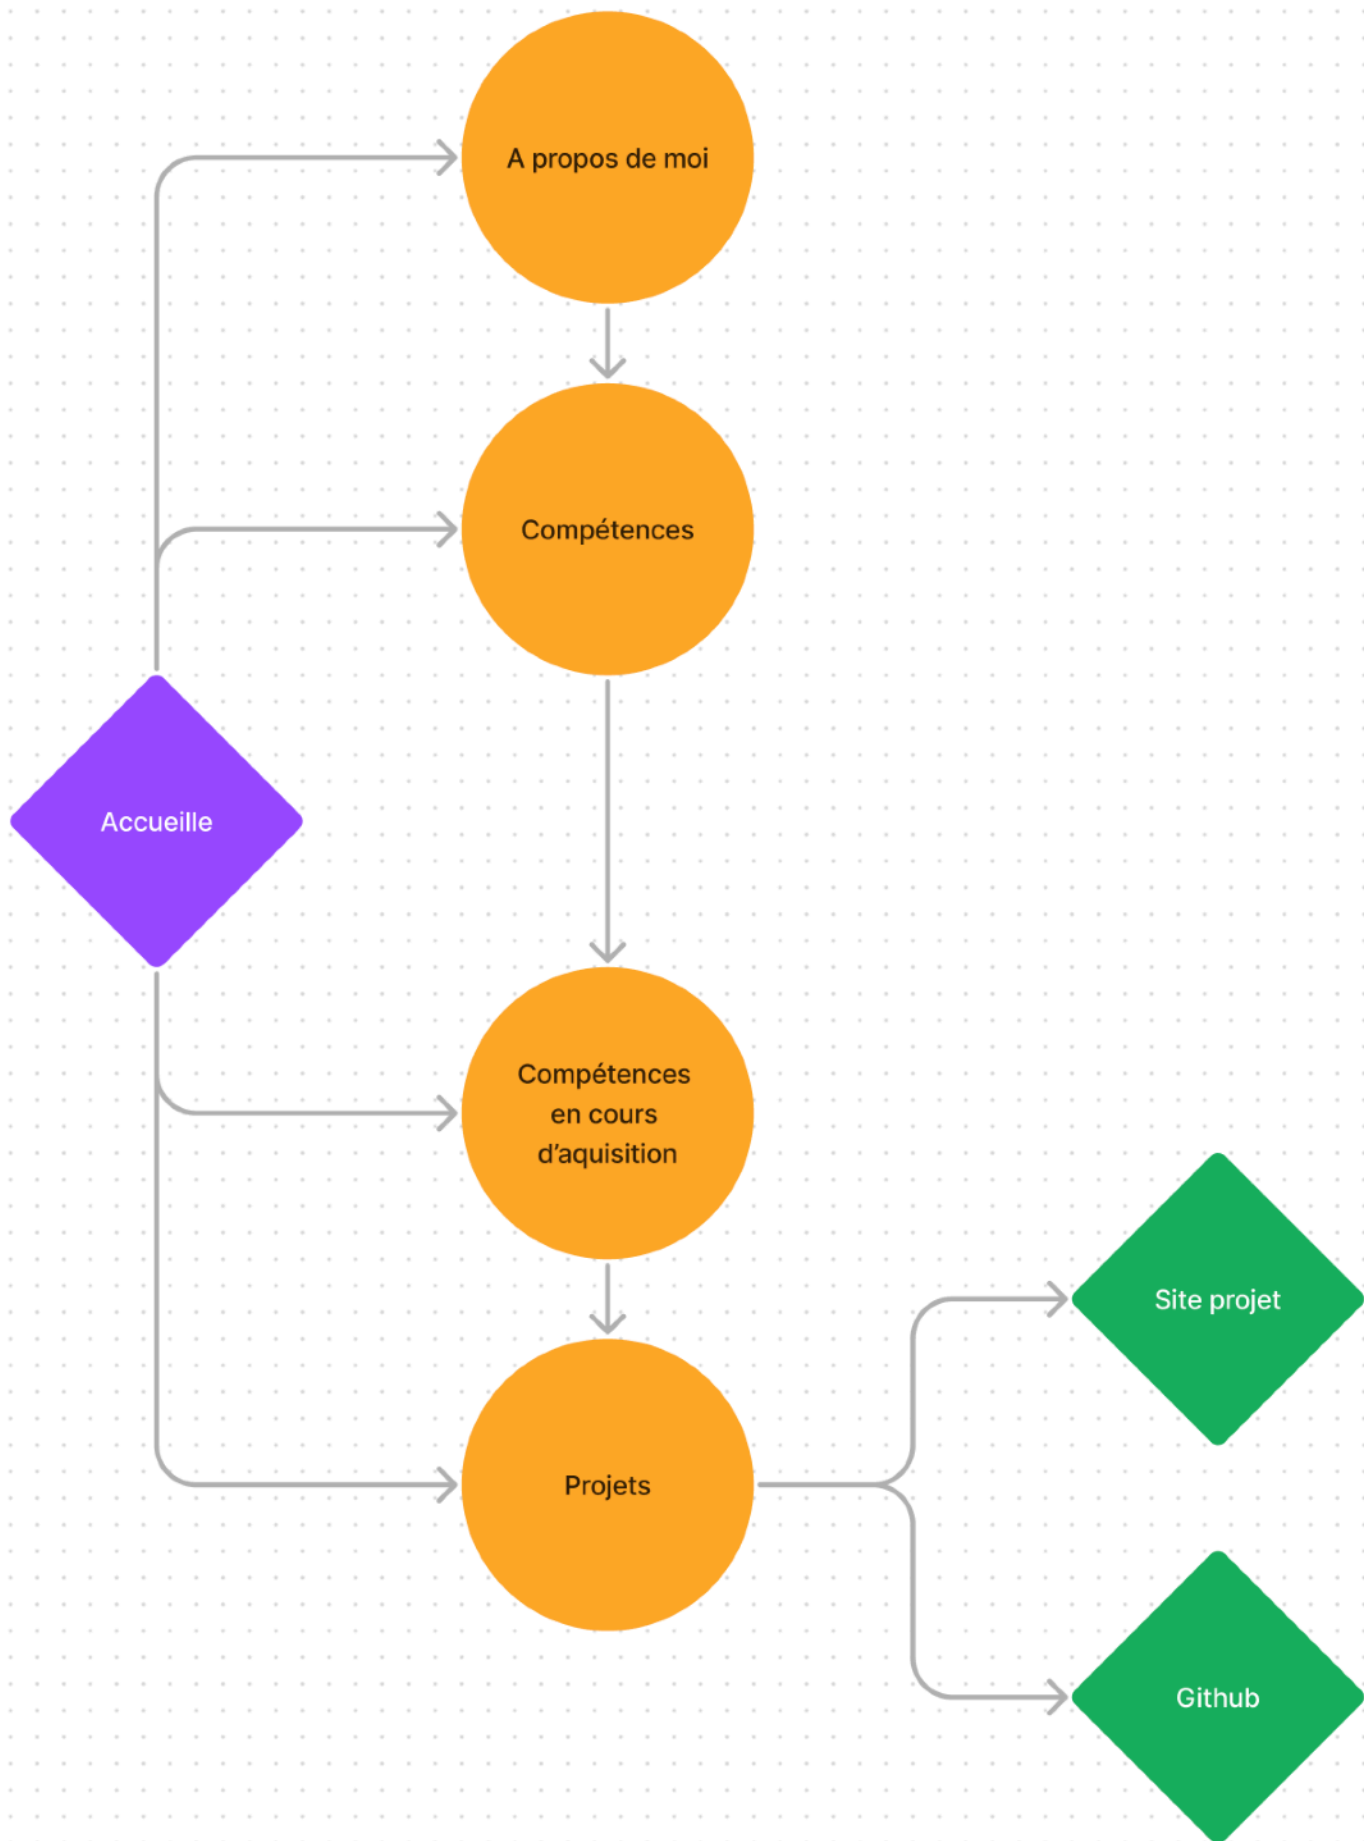 A propos de moi
Compétences
Accueille
Compétences
en cours
d’aquisition
Site projet
Projets
Github